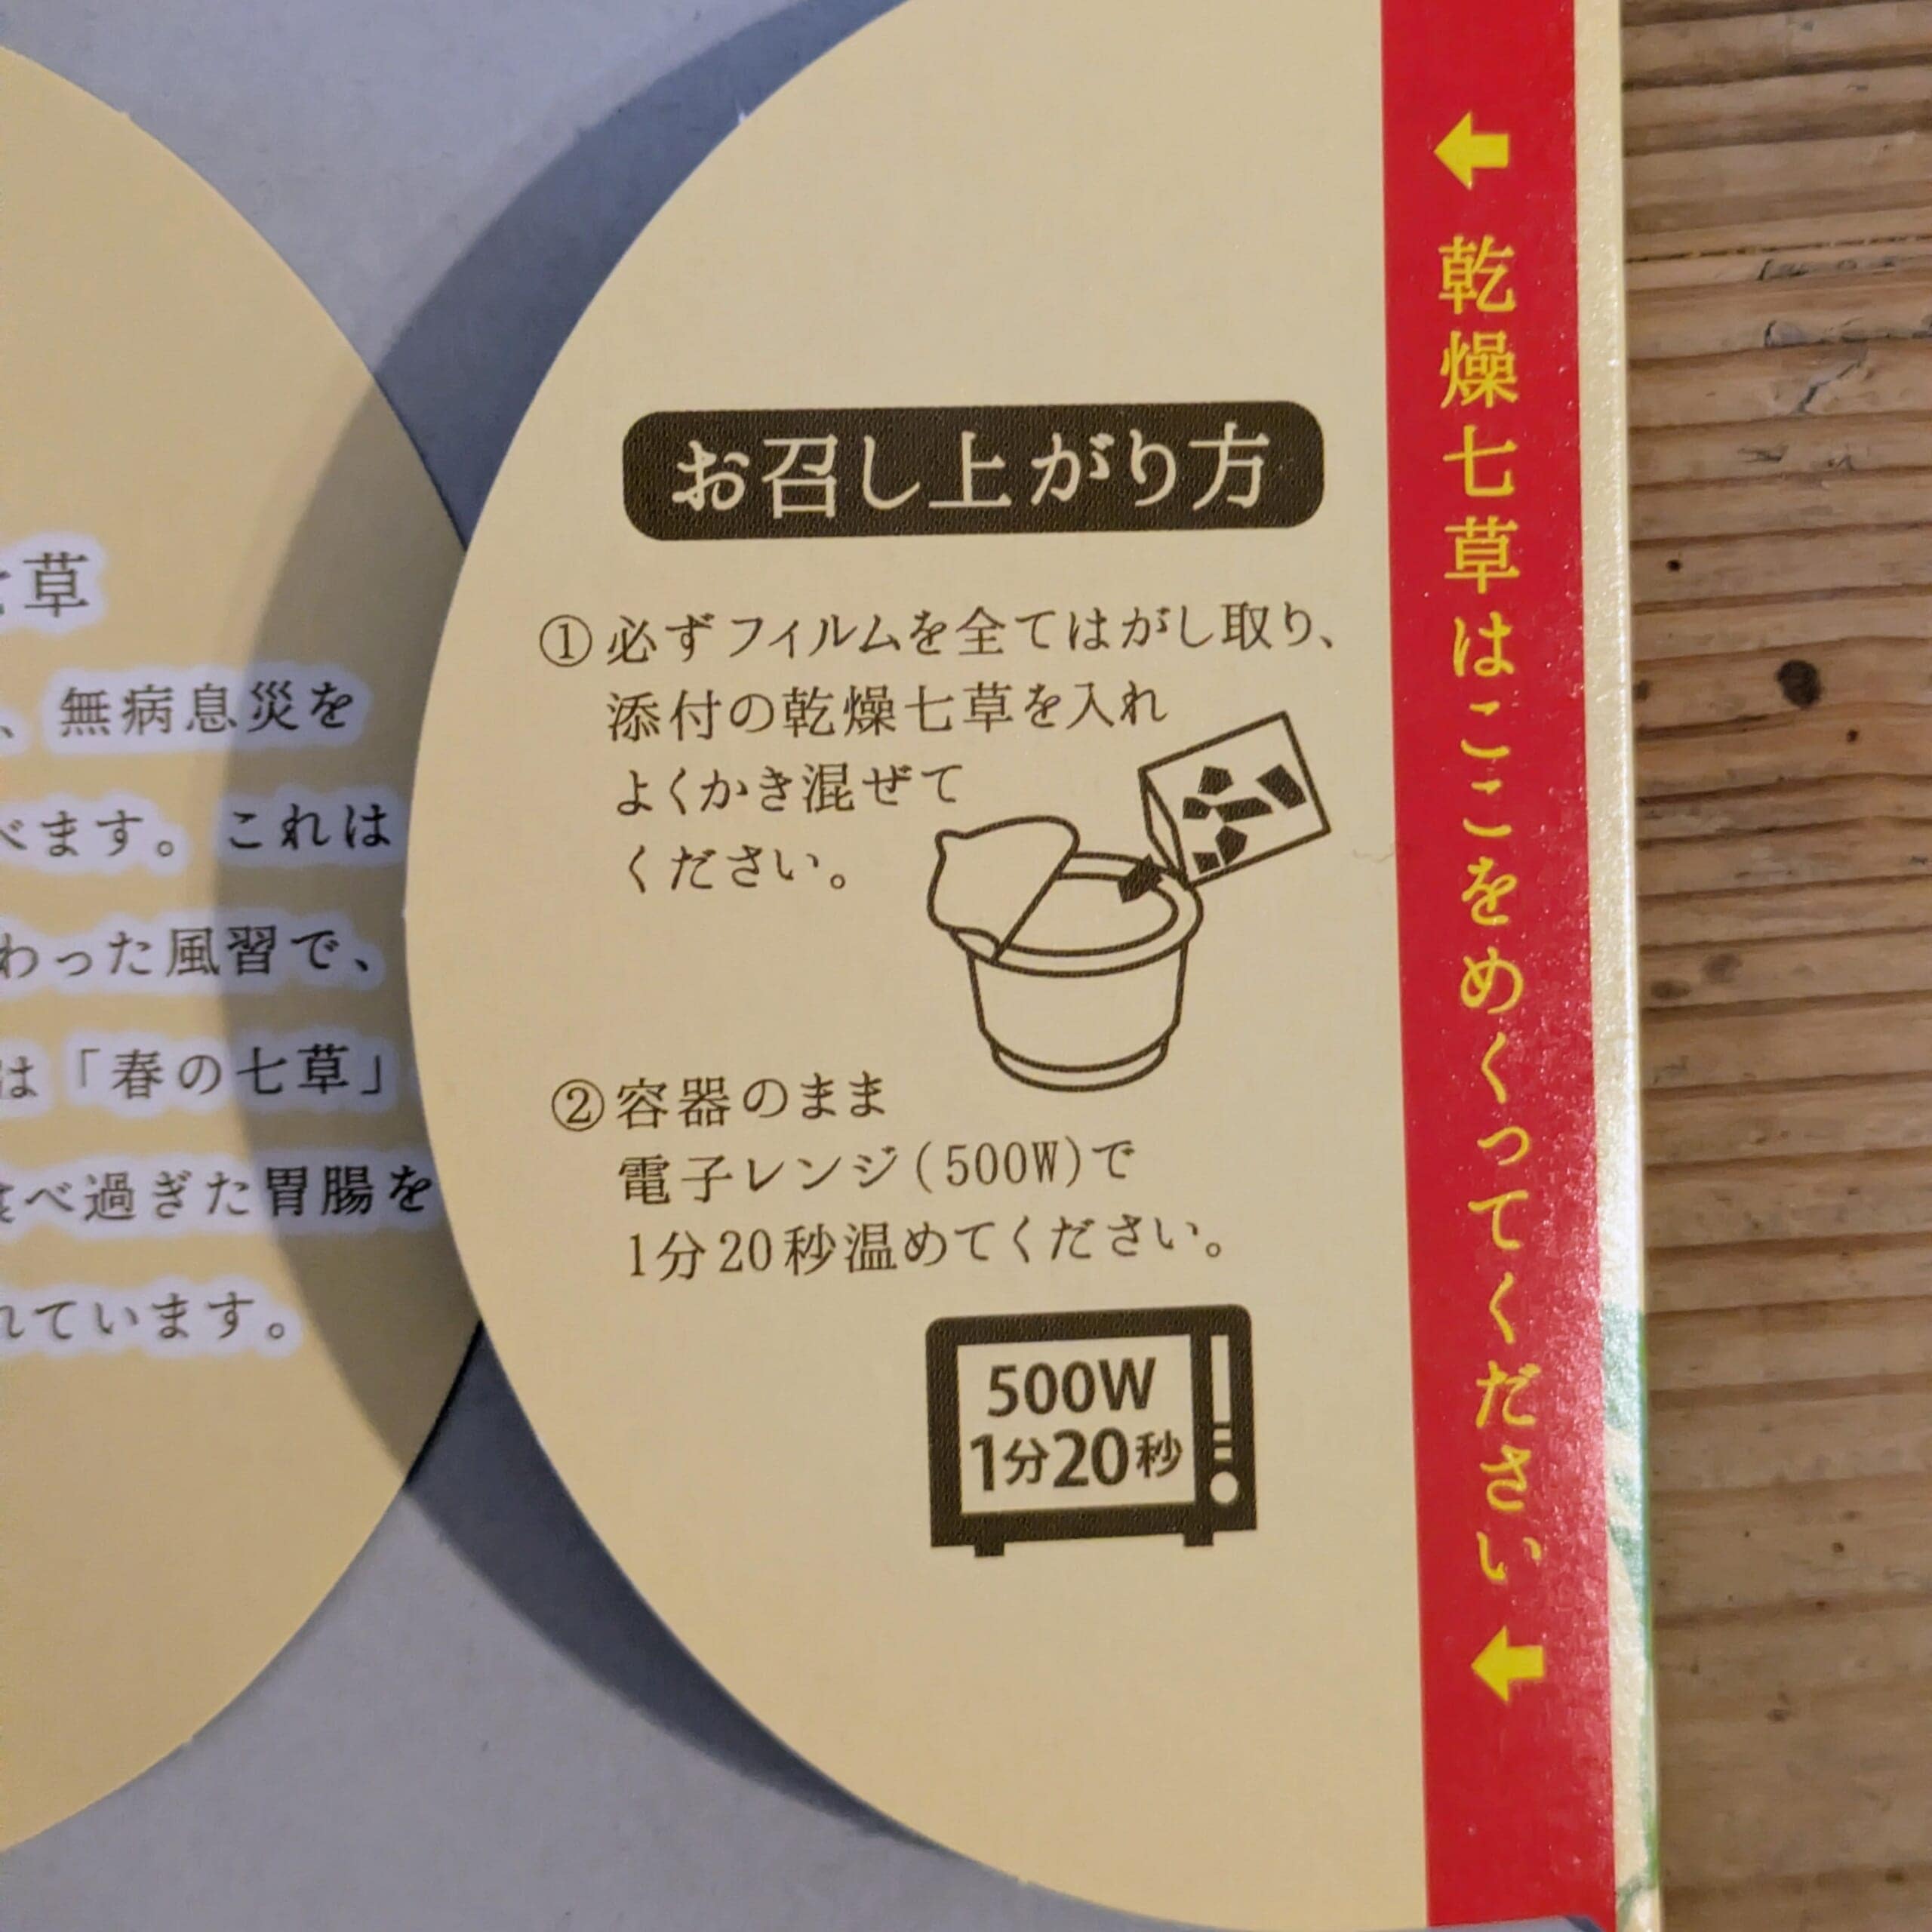 乾燥七草はここをめくってください
お召し上がり方
①必ずフィルムを全てはがし取り、
添付の乾燥七草を入れ
よくかき混ぜて
ください。
②容器のまま
電子レンジ(500W)で
1分20秒温めてください。
500W
1分20秒
草
、無病息災を
べます。これは
わった風習で、
は「春の七草」
べ過ぎた胃腸を
れています。